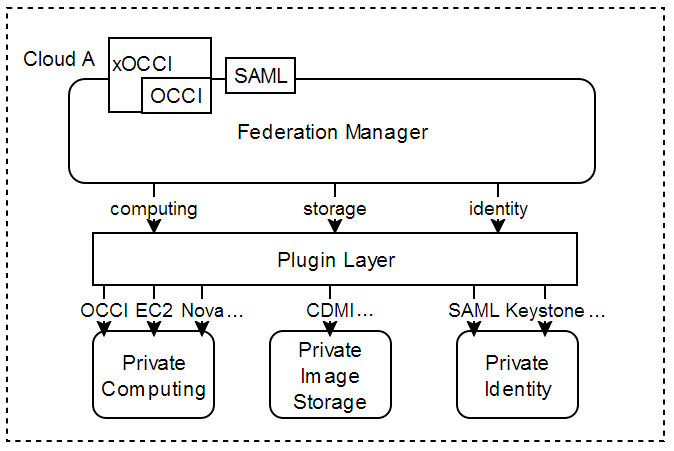 Cloud A
xOCCI
OCCI
SAML
Federation Manager
computing
storage
identity
Plugin Layer
OCCI EC2 Nova...
CDMI...
SAML Keystone...
Private
Computing
Private
Image
Storage
Private
Identity